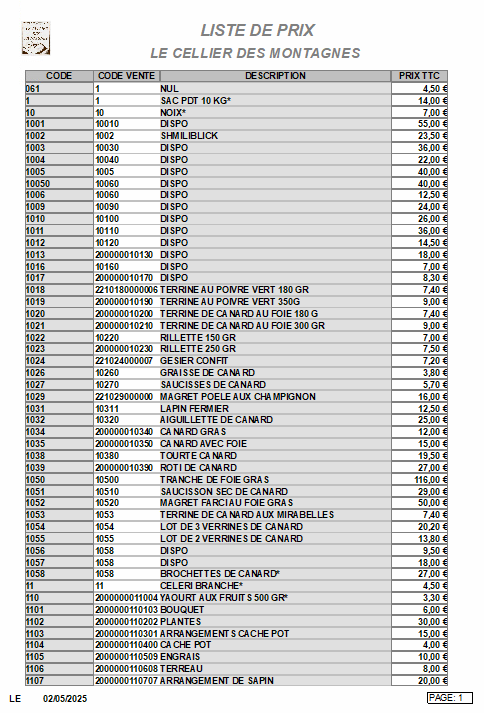 LISTE DE PRIX
LE CELLIER DES MONTAGNES
CODE CODE VENTE DESCRIPTION PRIX TTC
061 1 NUL 4,50 €
1 1 SAC PDT 10 KG* 14,00 €
10 10 NOIX* 7,00 €
1001 10010 DISPO 55,00 €
1002 1002 SHMILIBLICK 23,50 €
1003 10030 DISPO 36,00 €
1004 10040 DISPO 22,00 €
1005 1005 DISPO 40,00 €
10050 10060 DISPO 40,00 €
1006 10060 DISPO 12,50 €
1009 10090 DISPO 24,00 €
1010 10100 DISPO 26,00 €
1011 10110 DISPO 36,00 €
1012 10120 DISPO 14,50 €
1013 200000010130 DISPO 18,00 €
1016 10160 DISPO 7,00 €
1017 200000010170 DISPO 8,30 €
1018 2210180000006 TERRINE AU POIVRE VERT 180 GR 7,40 €
1019 200000010190 TERRINE AU POIVRE VERT 350G 9,00 €
1020 200000010200 TERRINE DE CANARD AU FOIE 180 G 7,40 €
1021 200000010210 TERRINE DE CANARD AU FOIE 300 GR 9,00 €
1022 10220 RILLETTE 150 GR 7,00 €
1023 200000010230 RILLETTE 250 GR 7,50 €
1024 221024000007 GESIER CONFIT 7,20 €
1026 10260 GRAISSE DE CANARD 3,80 €
1027 10270 SAUCISSES DE CANARD 5,70 €
1029 221029000000 MAGRET POELE AUX CHAMPIGNON 16,00 €
1031 10311 LAPIN FERMIER 12,50 €
1032 10320 AIGUILLETTE DE CANARD 25,00 €
1034 200000010340 CANARD GRAS 12,00 €
1035 200000010350 CANARD AVEC FOIE 15,00 €
1038 10380 TOURTE CANARD 19,50 €
1039 200000010390 ROTI DE CANARD 27,00 €
1050 10500 TRANCHE DE FOIE GRAS 116,00 €
1051 10510 SAUCISSON SEC DE CANARD 29,00 €
1052 10520 MAGRET FARCI AU FOIE GRAS 50,00 €
1053 1053 TERRINE DE CANARD AUX MIRABELLES 7,40 €
1054 1054 LOT DE 3 VERRINES DE CANARD 20,20 €
1055 1055 LOT DE 2 VERRINES DE CANARD 13,80 €
1056 1058 DISPO 9,50 €
1057 1058 DISPO 18,00 €
1058 1058 BROCHETTES DE CANARD* 27,00 €
11 11 CELERI BRANCHE* 4,50 €
110 2000000011004 YAOURT AUX FRUITS 500 GR* 3,30 €
1101 2000000110103 BOUQUET 6,00 €
1102 2000000110202 PLANTES 30,00 €
1103 2000000110301 ARRANGEMENTS CACHE POT 15,00 €
1104 2000000110400 CACHE POT 4,00 €
1105 2000000110509 ENGRAIS 10,00 €
1106 2000000110608 TERREAU 8,00 €
1107 2000000110707 ARRANGEMENT DE SAPIN 20,00 €
LE 02/05/2025 PAGE: 1